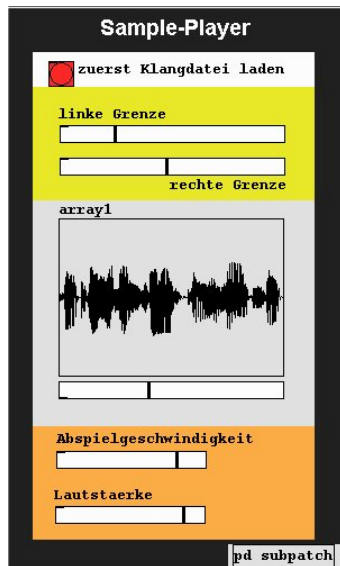 Sample-Player
zuerst Klangdatei laden
linke Grenze
rechte Grenze
array1
Abspielgeschwindigkeit
Lautstaerke
pd subpatch